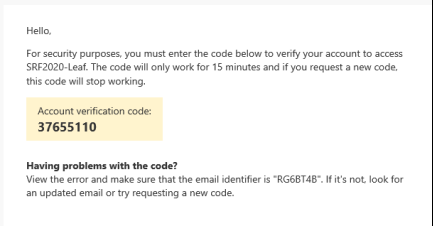 Hello,
For security purposes, you must enter the code below to verify your account to access
SRF2020-Leaf. The code will only work for 15 minutes and if you request a new code,
this code will stop working.
Account verification code:
37655110
Having problems with the code?
View the error and make sure that the email identifier is "RG6BT4B". If it's not, look for
an updated email or try requesting a new code.